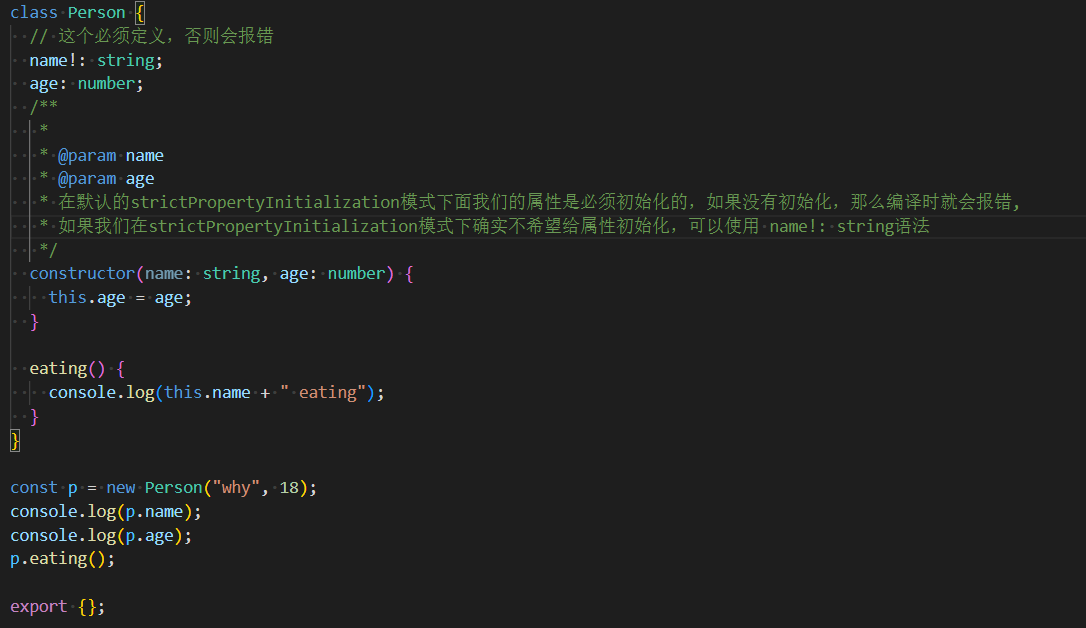 class Person {
  // 这个必须定义，否则会报错
  name!: string;
  age: number;
  /**
   *
   * @param name
   * @param age
   * 在默认的strictPropertyInitialization模式下面我们的属性是必须初始化的，如果没有初始化，那么编译时就会报错,
   * 如果我们在strictPropertyInitialization模式下确实不希望给属性初始化，可以使用 name!: string语法
   */
  constructor(name: string, age: number) {
    this.age = age;
  }

  eating() {
    console.log(this.name + " eating");
  }
}

const p = new Person("why", 18);
console.log(p.name);
console.log(p.age);
p.eating();

export {};